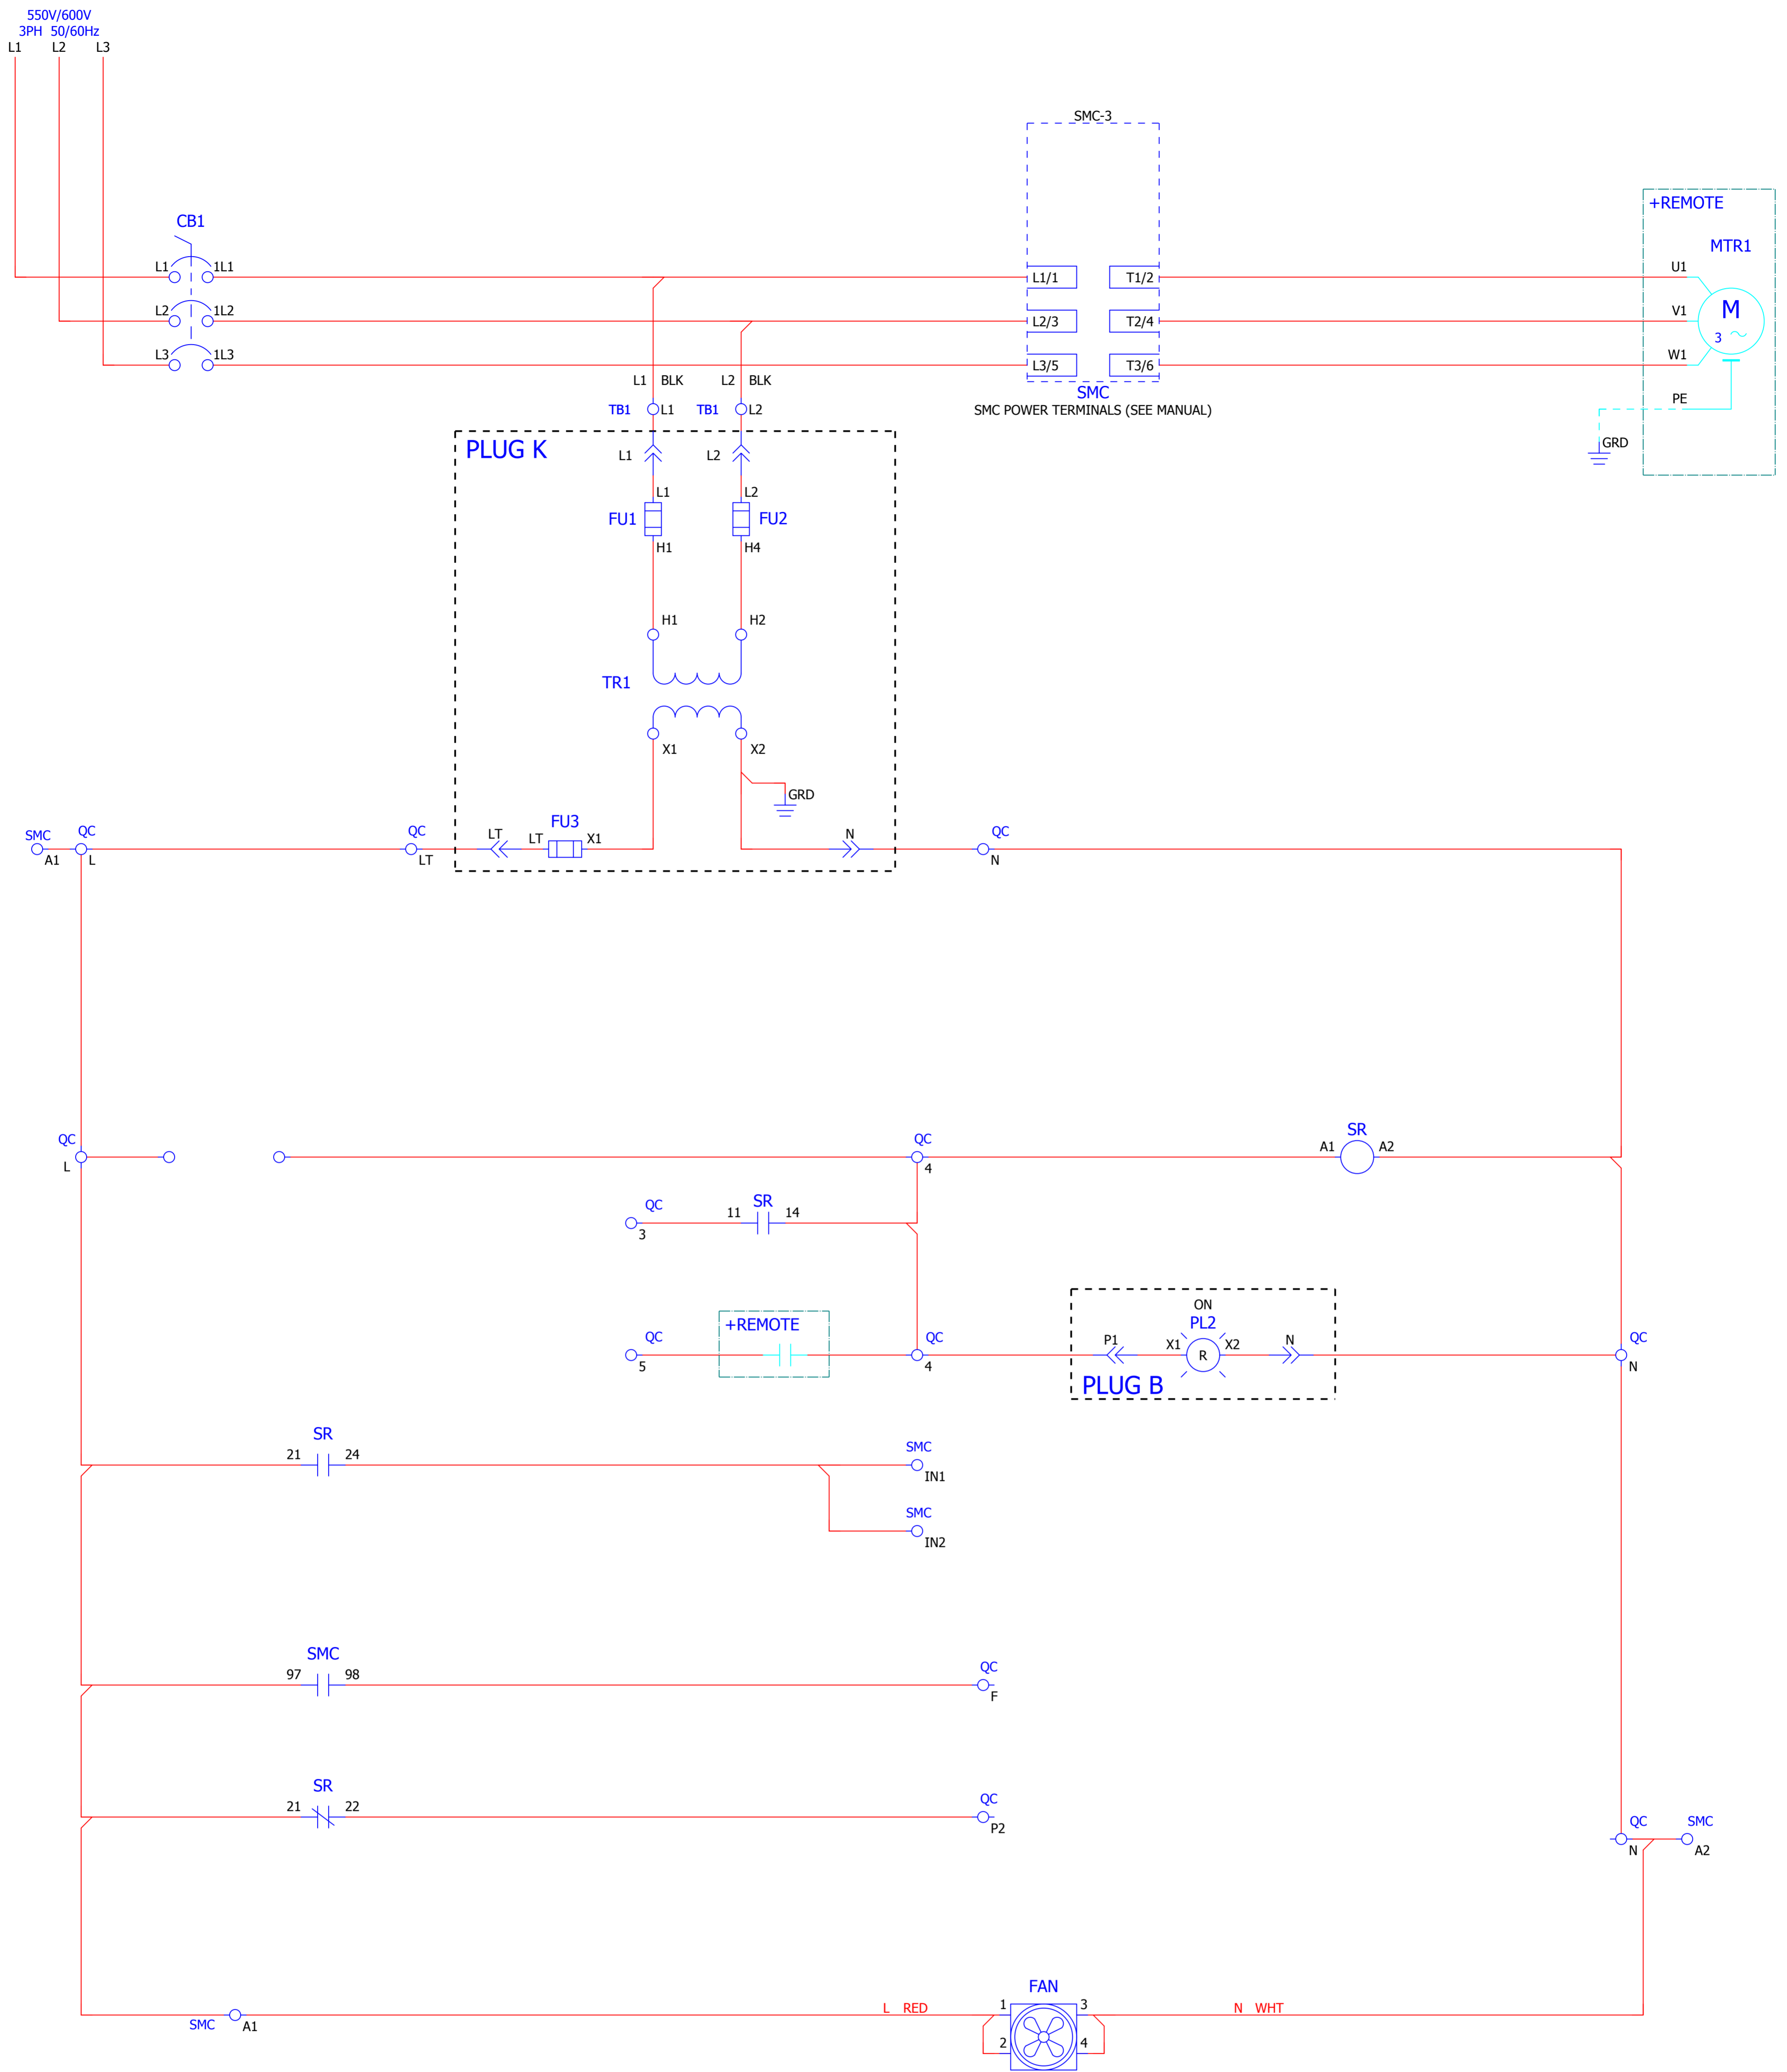 550V/600V
3PH 50/60Hz
L1 L2 L3
SMC-3
+REMOTE
CB1
MTR1
L1 1L1 L1/1 T1/2 U1
L2 1L2 L2/3 T2/4 V1
M
3
L3 1L3 L3/5 T3/6 W1
L1 BLK L2 BLK
SMC
SMC POWER TERMINALS (SEE MANUAL)
PE
TB1 L1 TB1 L2
GRD
PLUG K
L1 L2
L1 L2
FU1 FU2
H1 H4
H1 H2
TR1
X1 X2
GRD
FU3
SMC QC QC LT LT X1 N QC
A1 L LT N
QC QC SR
A1 A2
L 4
QC SR
11 14
3
ON
+REMOTE PL2
QC QC P1 X1 X2 N QC
R
5 4 N
PLUG B
SR SMC
21 24
IN1
SMC
IN2
SMC QC
97 98
F
SR QC
21 22
P2
QC SMC
N A2
FAN
L RED 1 3 N WHT
SMC A1
2 4